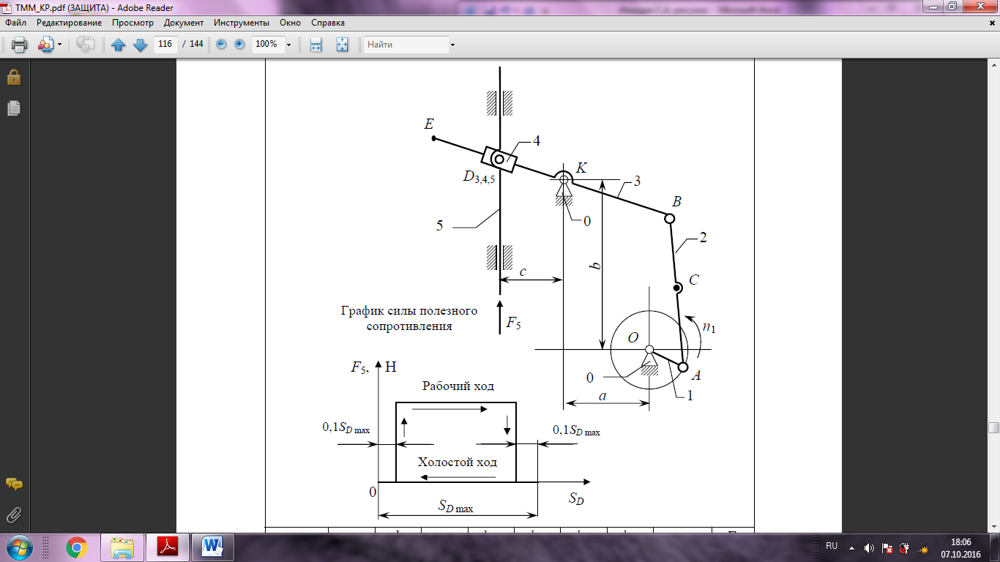 TMM_KP.pdf (ЗАЩИТА) - Adobe Reader
Файл Редактирование Просмотр Документ Инструменты Окно Справка
116 / 144 100% Найти
E
4
D3,4,5
K
3
B
0
5
2
b
c
C
График силы полезного
сопротивления
F5
n1
O
F5, Н
0
A
Рабочий ход
1
a
0,1SD max
0,1SD max
Холостой ход
0
SD
SD max
RU
18:06
07.10.2016